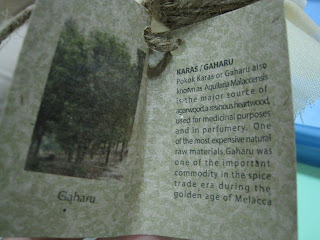 Gaharu
KARAS / GAHARU
Pokok Karas or Gaharu also
known as Aquilaria Malaccensis
is the major source of
agarwood, a resinous heartwood,
used for medicinal purposes
and in perfumery. One
of the most expensive natural
raw materials, Gaharu was
one of the important
commodity in the spice
trade era during the
golden age of Melacca